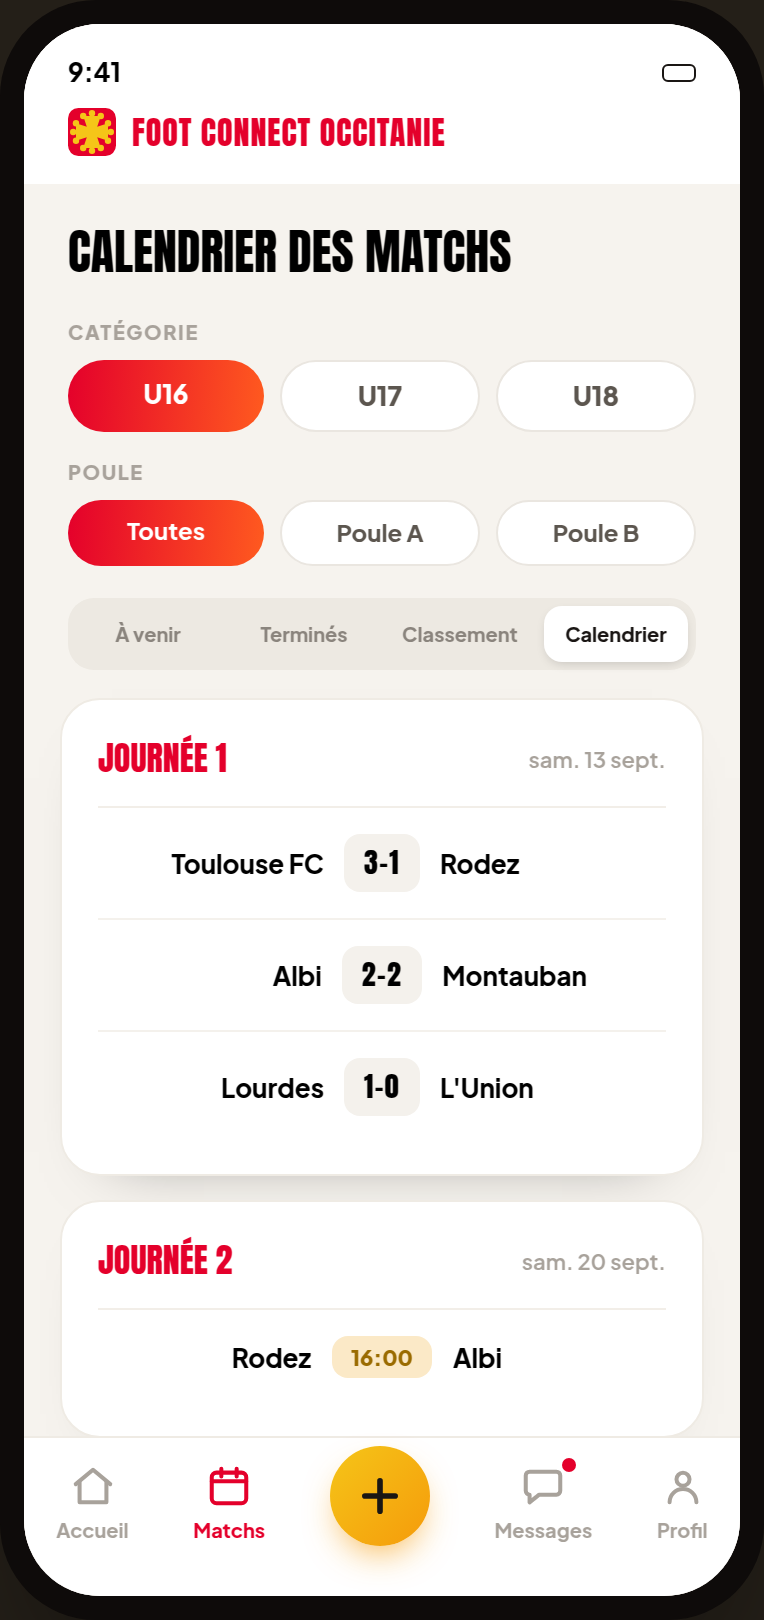 9:41
FOOT CONNECT OCCITANIE
CALENDRIER DES MATCHS
CATÉGORIE
U16 U17 U18
POULE
Toutes Poule A Poule B
À venir Terminés Classement Calendrier
JOURNÉE 1 sam. 13 sept.
Toulouse FC 3-1 Rodez
Albi 2-2 Montauban
Lourdes 1-0 L'Union
JOURNÉE 2 sam. 20 sept.
Rodez 16:00 Albi
Accueil Matchs Messages Profil